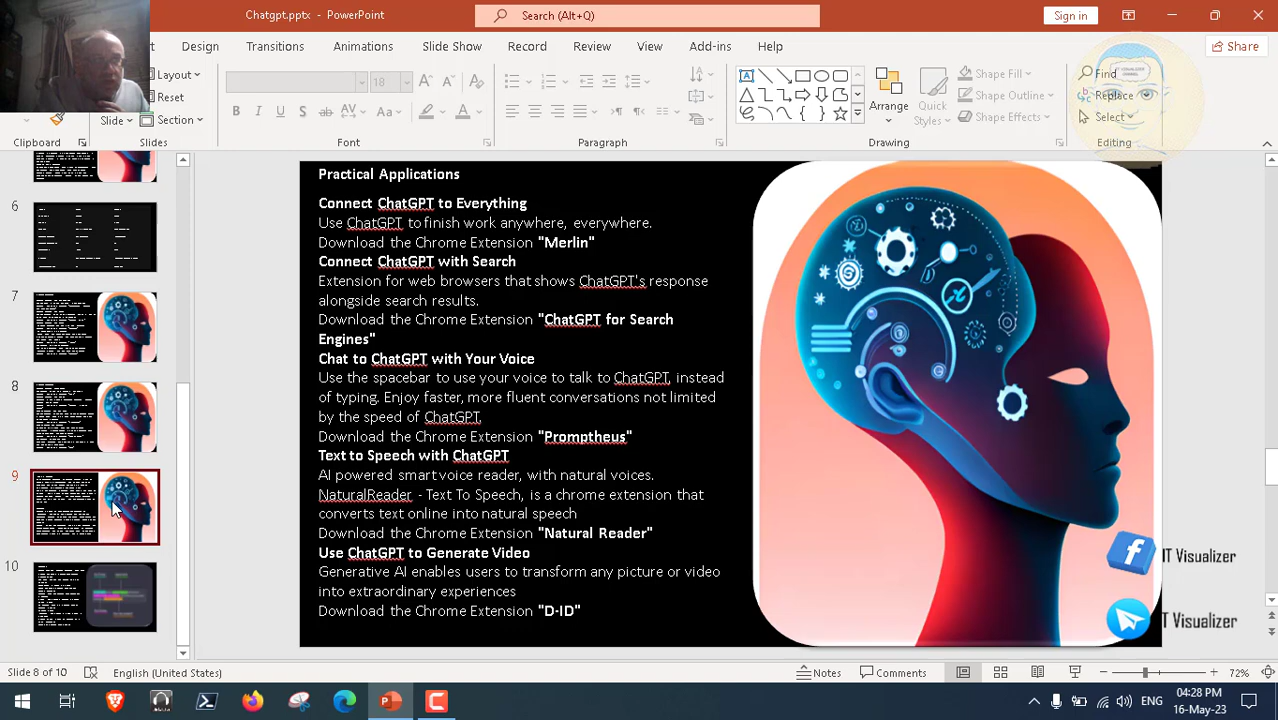 Chatgpt.pptx - PowerPoint
Search (Alt+Q)
Sign in
Design Transitions Animations Slide Show Record Review View Add-ins Help
Share
Layout
Reset
Slide
Section
18
Shape Fill
Shape Outline
Shape Effects
Arrange
Quick
Styles
Find
Replace
Select
Clipboard
Slides
Font
Paragraph
Drawing
Editing
6
7
8
9
10
Practical Applications
Connect ChatGPT to Everything
Use ChatGPT to finish work anywhere, everywhere.
Download the Chrome Extension "Merlin"
Connect ChatGPT with Search
Extension for web browsers that shows ChatGPT's response
alongside search results.
Download the Chrome Extension "ChatGPT for Search
Engines"
Chat to ChatGPT with Your Voice
Use the spacebar to use your voice to talk to ChatGPT, instead
of typing. Enjoy faster, more fluent conversations not limited
by the speed of ChatGPT.
Download the Chrome Extension "Promptheus"
Text to Speech with ChatGPT
AI powered smart voice reader, with natural voices.
NaturalReader - Text To Speech, is a chrome extension that
converts text online into natural speech
Download the Chrome Extension "Natural Reader"
Use ChatGPT to Generate Video
Generative AI enables users to transform any picture or video
into extraordinary experiences
Download the Chrome Extension "D-ID"
IT Visualizer
IT Visualizer
Slide 8 of 10
English (United States)
Notes
Comments
72%
ENG
04:28 PM
16-May-23